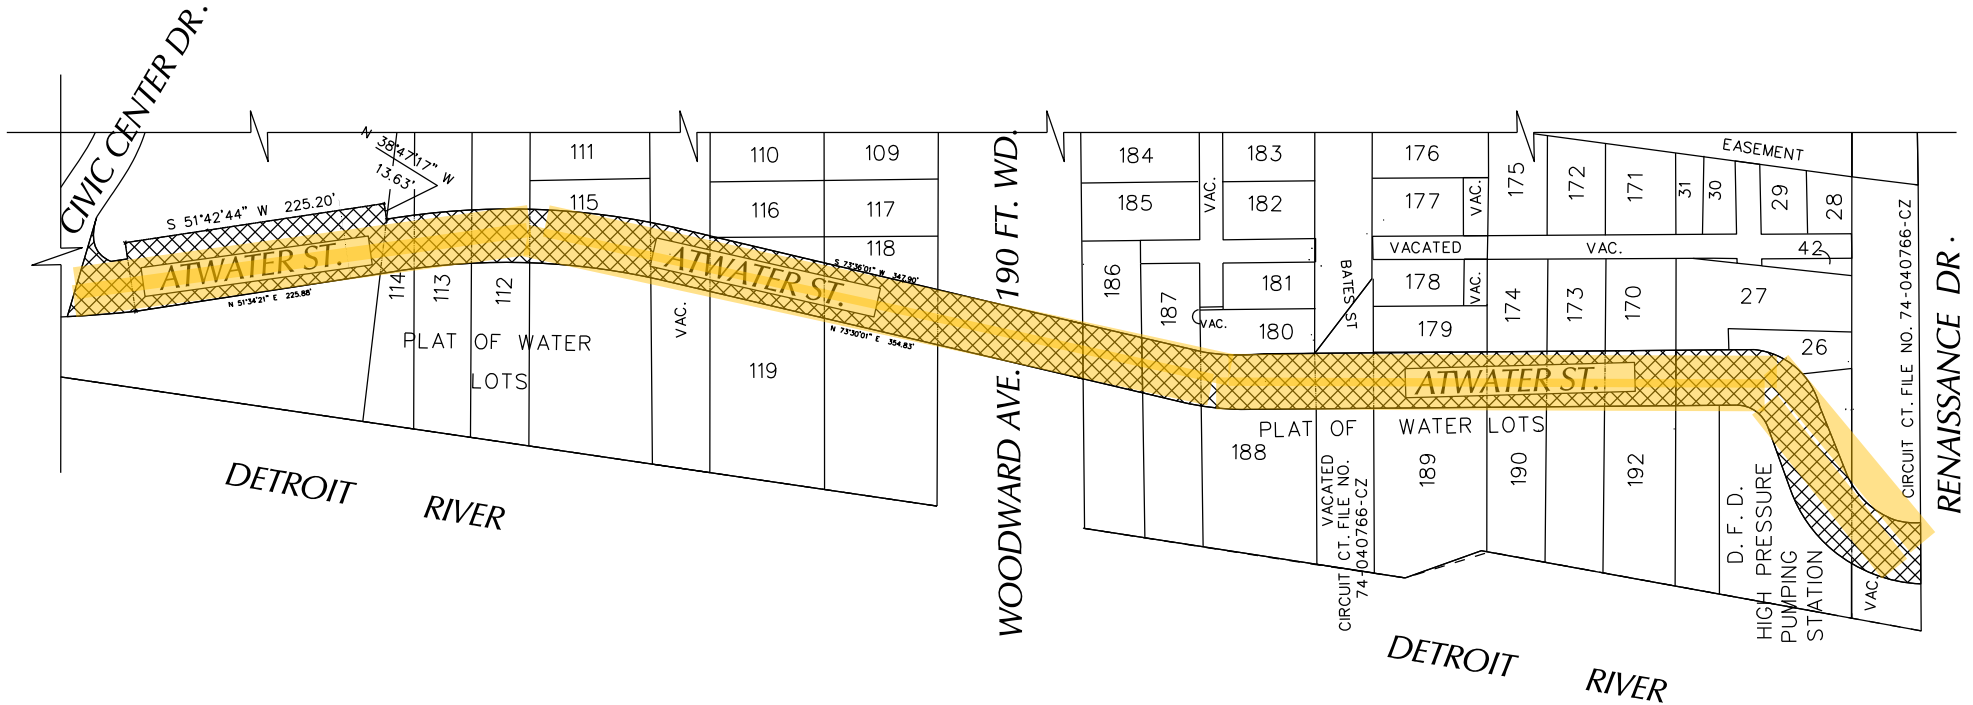 CIVIC CENTER DR.
N 38°47'17" W
13.63'
S 51°42'44" W 225.20'
ATWATER ST.
N 51°34'21" E 225.88'
114
113
112
111
115
110
109
116
117
118
VAC.
119
ATWATER ST.
S 73°36'01" W 347.90'
N 73°30'01" E 354.83'
PLAT OF WATER
LOTS
DETROIT RIVER
WOODWARD AVE. 190 FT. WD.
184
185
186
187
VAC.
183
182
181
180
VAC.
BATES ST
176
177
VAC.
VACATED
178
VAC.
179
175
172
171
31
30
29
28
EASEMENT
VAC.
42
174
173
170
27
26
ATWATER ST.
PLAT OF WATER LOTS
188
VACATED
CIRCUIT CT. FILE NO.
74-040766-CZ
189
190
192
D. F. D.
HIGH PRESSURE
PUMPING
STATION
VAC.
CIRCUIT CT. FILE NO. 74-040766-CZ
RENAISSANCE DR.
DETROIT RIVER